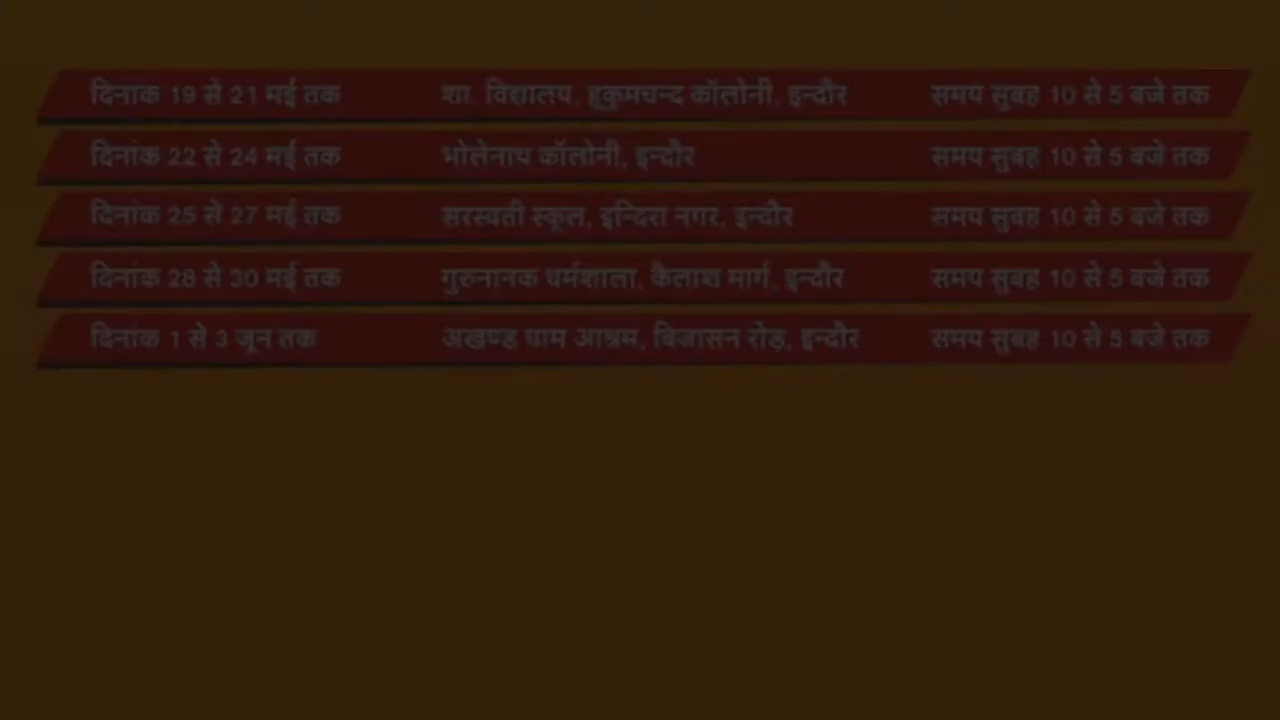 दिनांक 19 से 21 मई तक शा. विद्यालय, हुकुमचन्द कॉलोनी, इन्दौर समय सुबह 10 से 5 बजे तक
दिनांक 22 से 24 मई तक भोलेनाथ कॉलोनी, इन्दौर समय सुबह 10 से 5 बजे तक
दिनांक 25 से 27 मई तक सरस्वती स्कूल, इन्दिरा नगर, इन्दौर समय सुबह 10 से 5 बजे तक
दिनांक 28 से 30 मई तक गुरुनानक धर्मशाला, कैलाश मार्ग, इन्दौर समय सुबह 10 से 5 बजे तक
दिनांक 1 से 3 जून तक अखण्ड धाम आश्रम, बिजासन रोड़, इन्दौर समय सुबह 10 से 5 बजे तक